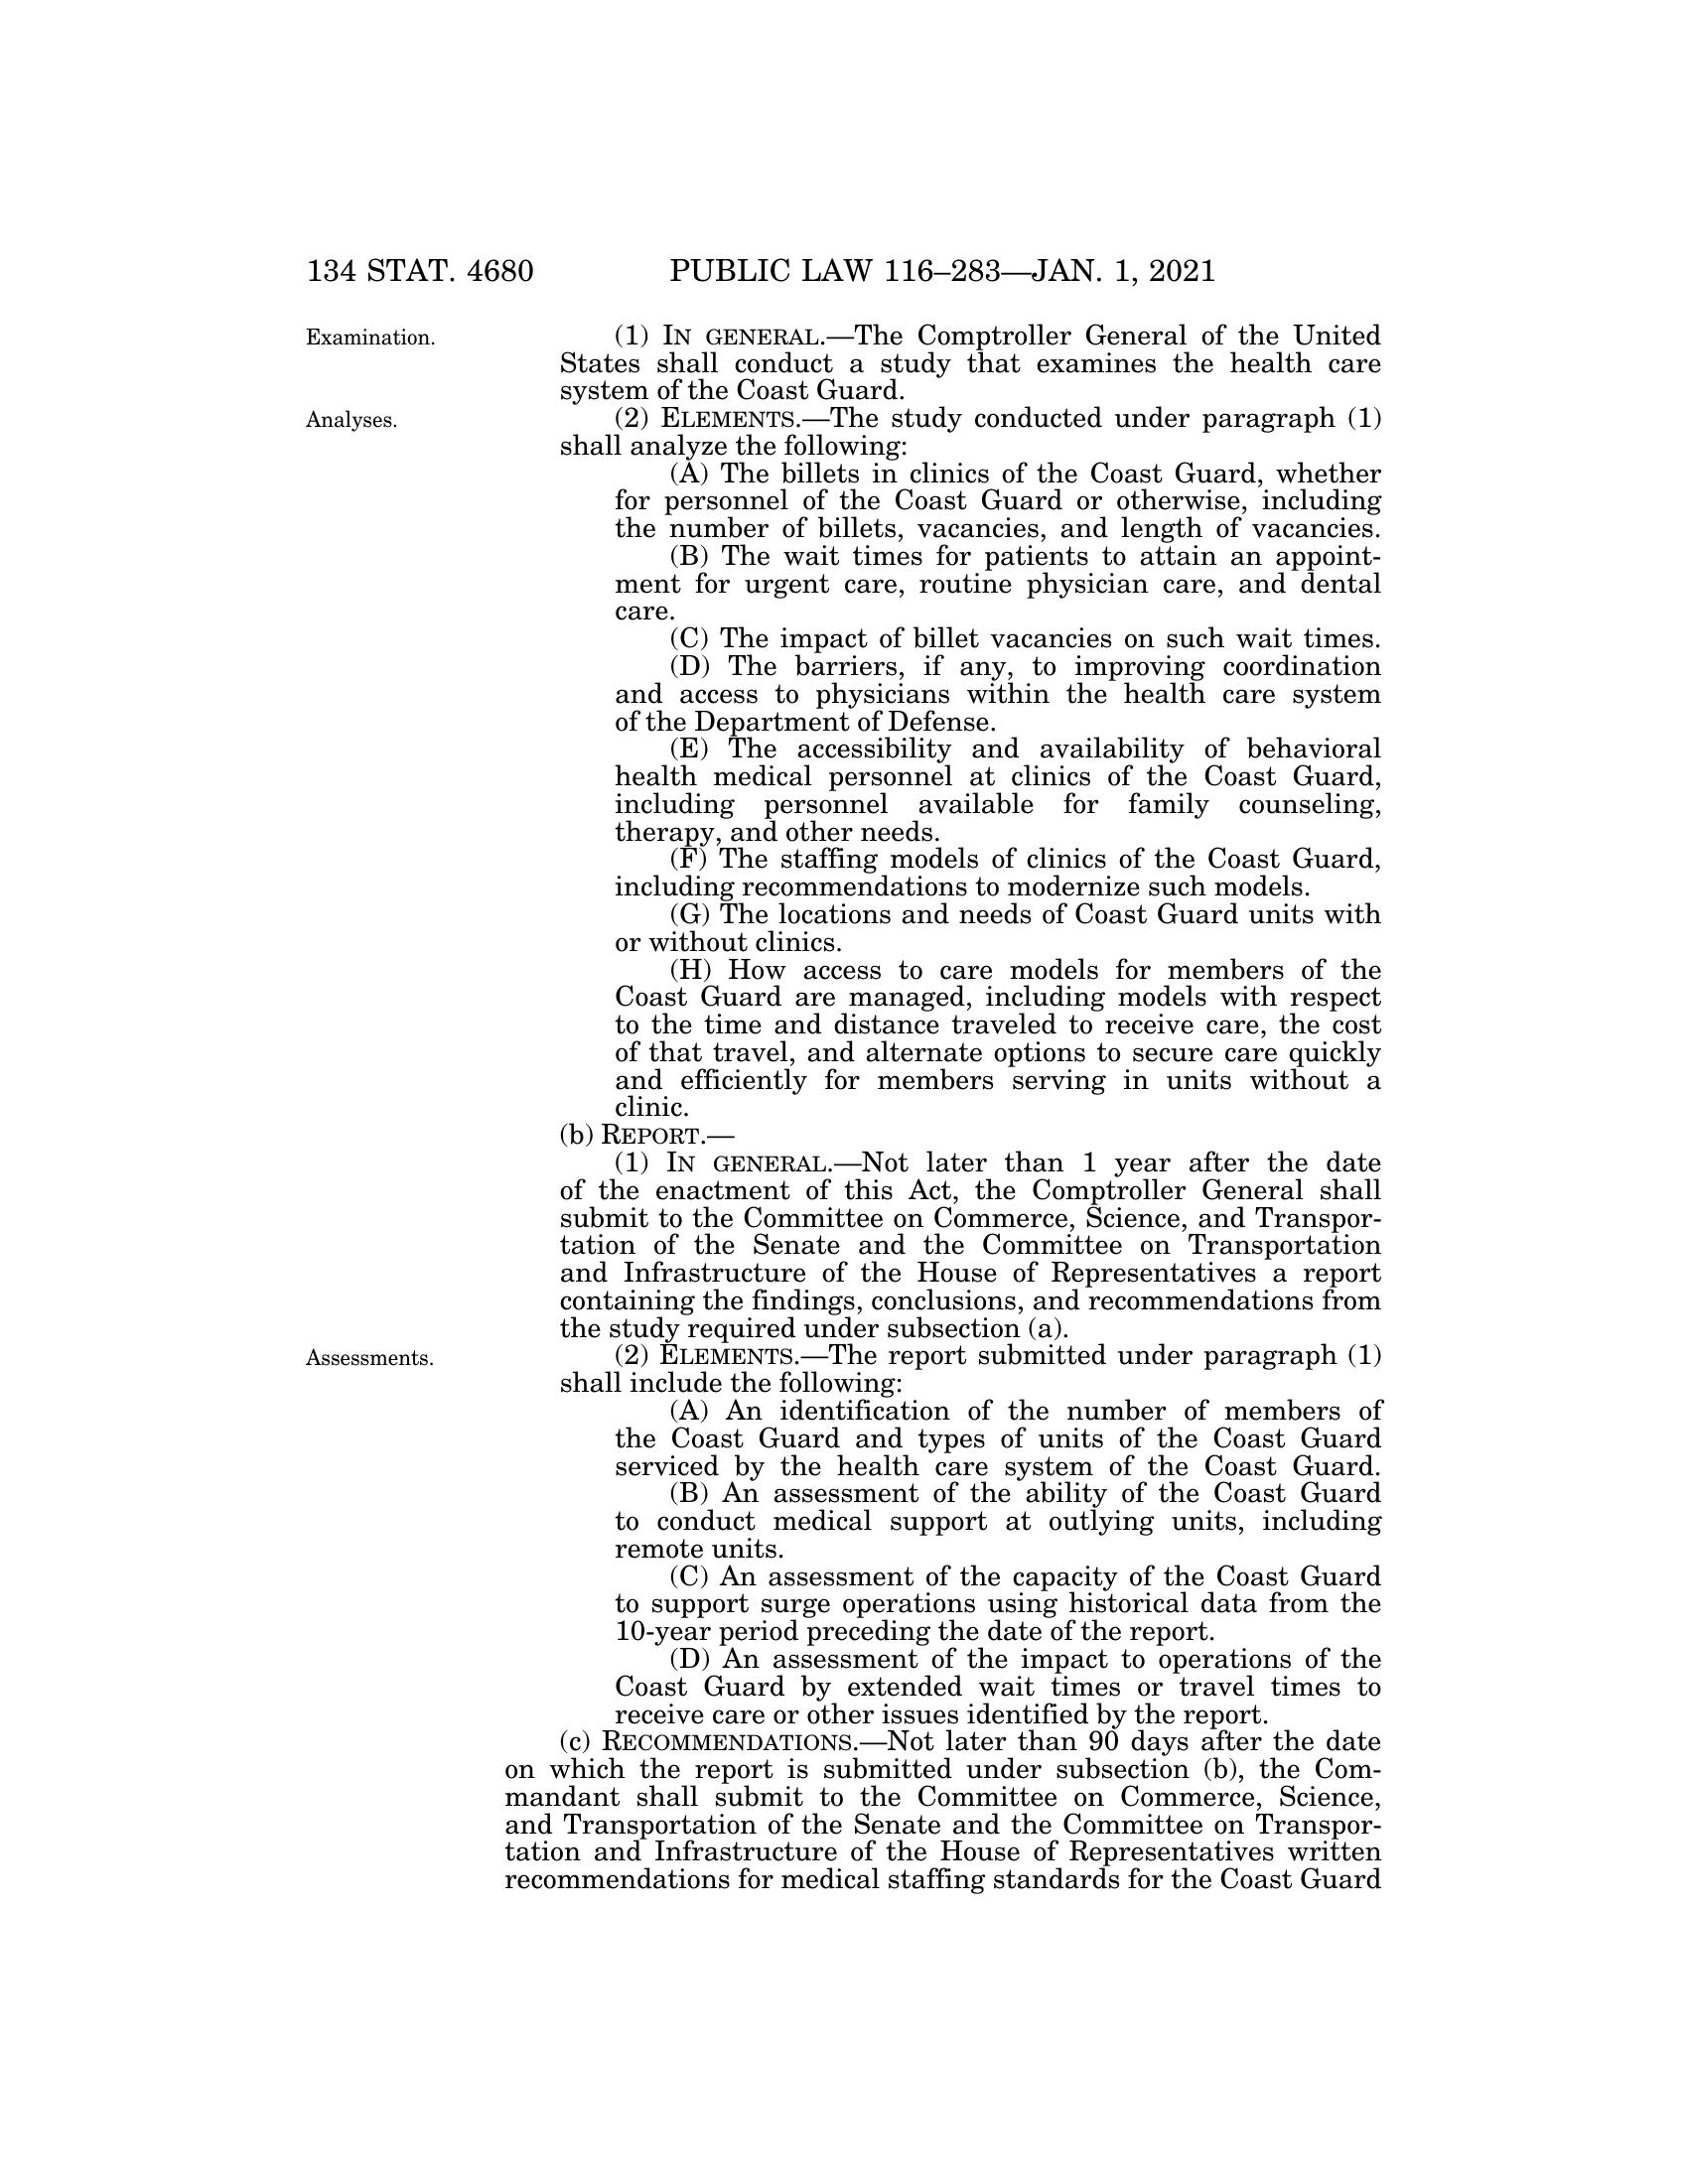 134 STAT. 4680
PUBLIC LAW 116–283—JAN. 1, 2021
Examination.
(1) IN GENERAL.—The Comptroller General of the United
States shall conduct a study that examines the health care
system of the Coast Guard.
Analyses.
(2) ELEMENTS.—The study conducted under paragraph (1)
shall analyze the following:
(A) The billets in clinics of the Coast Guard, whether
for personnel of the Coast Guard or otherwise, including
the number of billets, vacancies, and length of vacancies.
(B) The wait times for patients to attain an appoint-
ment for urgent care, routine physician care, and dental
care.
(C) The impact of billet vacancies on such wait times.
(D) The barriers, if any, to improving coordination
and access to physicians within the health care system
of the Department of Defense.
(E) The accessibility and availability of behavioral
health medical personnel at clinics of the Coast Guard,
including personnel available for family counseling,
therapy, and other needs.
(F) The staffing models of clinics of the Coast Guard,
including recommendations to modernize such models.
(G) The locations and needs of Coast Guard units with
or without clinics.
(H) How access to care models for members of the
Coast Guard are managed, including models with respect
to the time and distance traveled to receive care, the cost
of that travel, and alternate options to secure care quickly
and efficiently for members serving in units without a
clinic.
(b) REPORT.—
(1) IN GENERAL.—Not later than 1 year after the date
of the enactment of this Act, the Comptroller General shall
submit to the Committee on Commerce, Science, and Transpor-
tation of the Senate and the Committee on Transportation
and Infrastructure of the House of Representatives a report
containing the findings, conclusions, and recommendations from
the study required under subsection (a).
Assessments.
(2) ELEMENTS.—The report submitted under paragraph (1)
shall include the following:
(A) An identification of the number of members of
the Coast Guard and types of units of the Coast Guard
serviced by the health care system of the Coast Guard.
(B) An assessment of the ability of the Coast Guard
to conduct medical support at outlying units, including
remote units.
(C) An assessment of the capacity of the Coast Guard
to support surge operations using historical data from the
10-year period preceding the date of the report.
(D) An assessment of the impact to operations of the
Coast Guard by extended wait times or travel times to
receive care or other issues identified by the report.
(c) RECOMMENDATIONS.—Not later than 90 days after the date
on which the report is submitted under subsection (b), the Com-
mandant shall submit to the Committee on Commerce, Science,
and Transportation of the Senate and the Committee on Transpor-
tation and Infrastructure of the House of Representatives written
recommendations for medical staffing standards for the Coast Guard